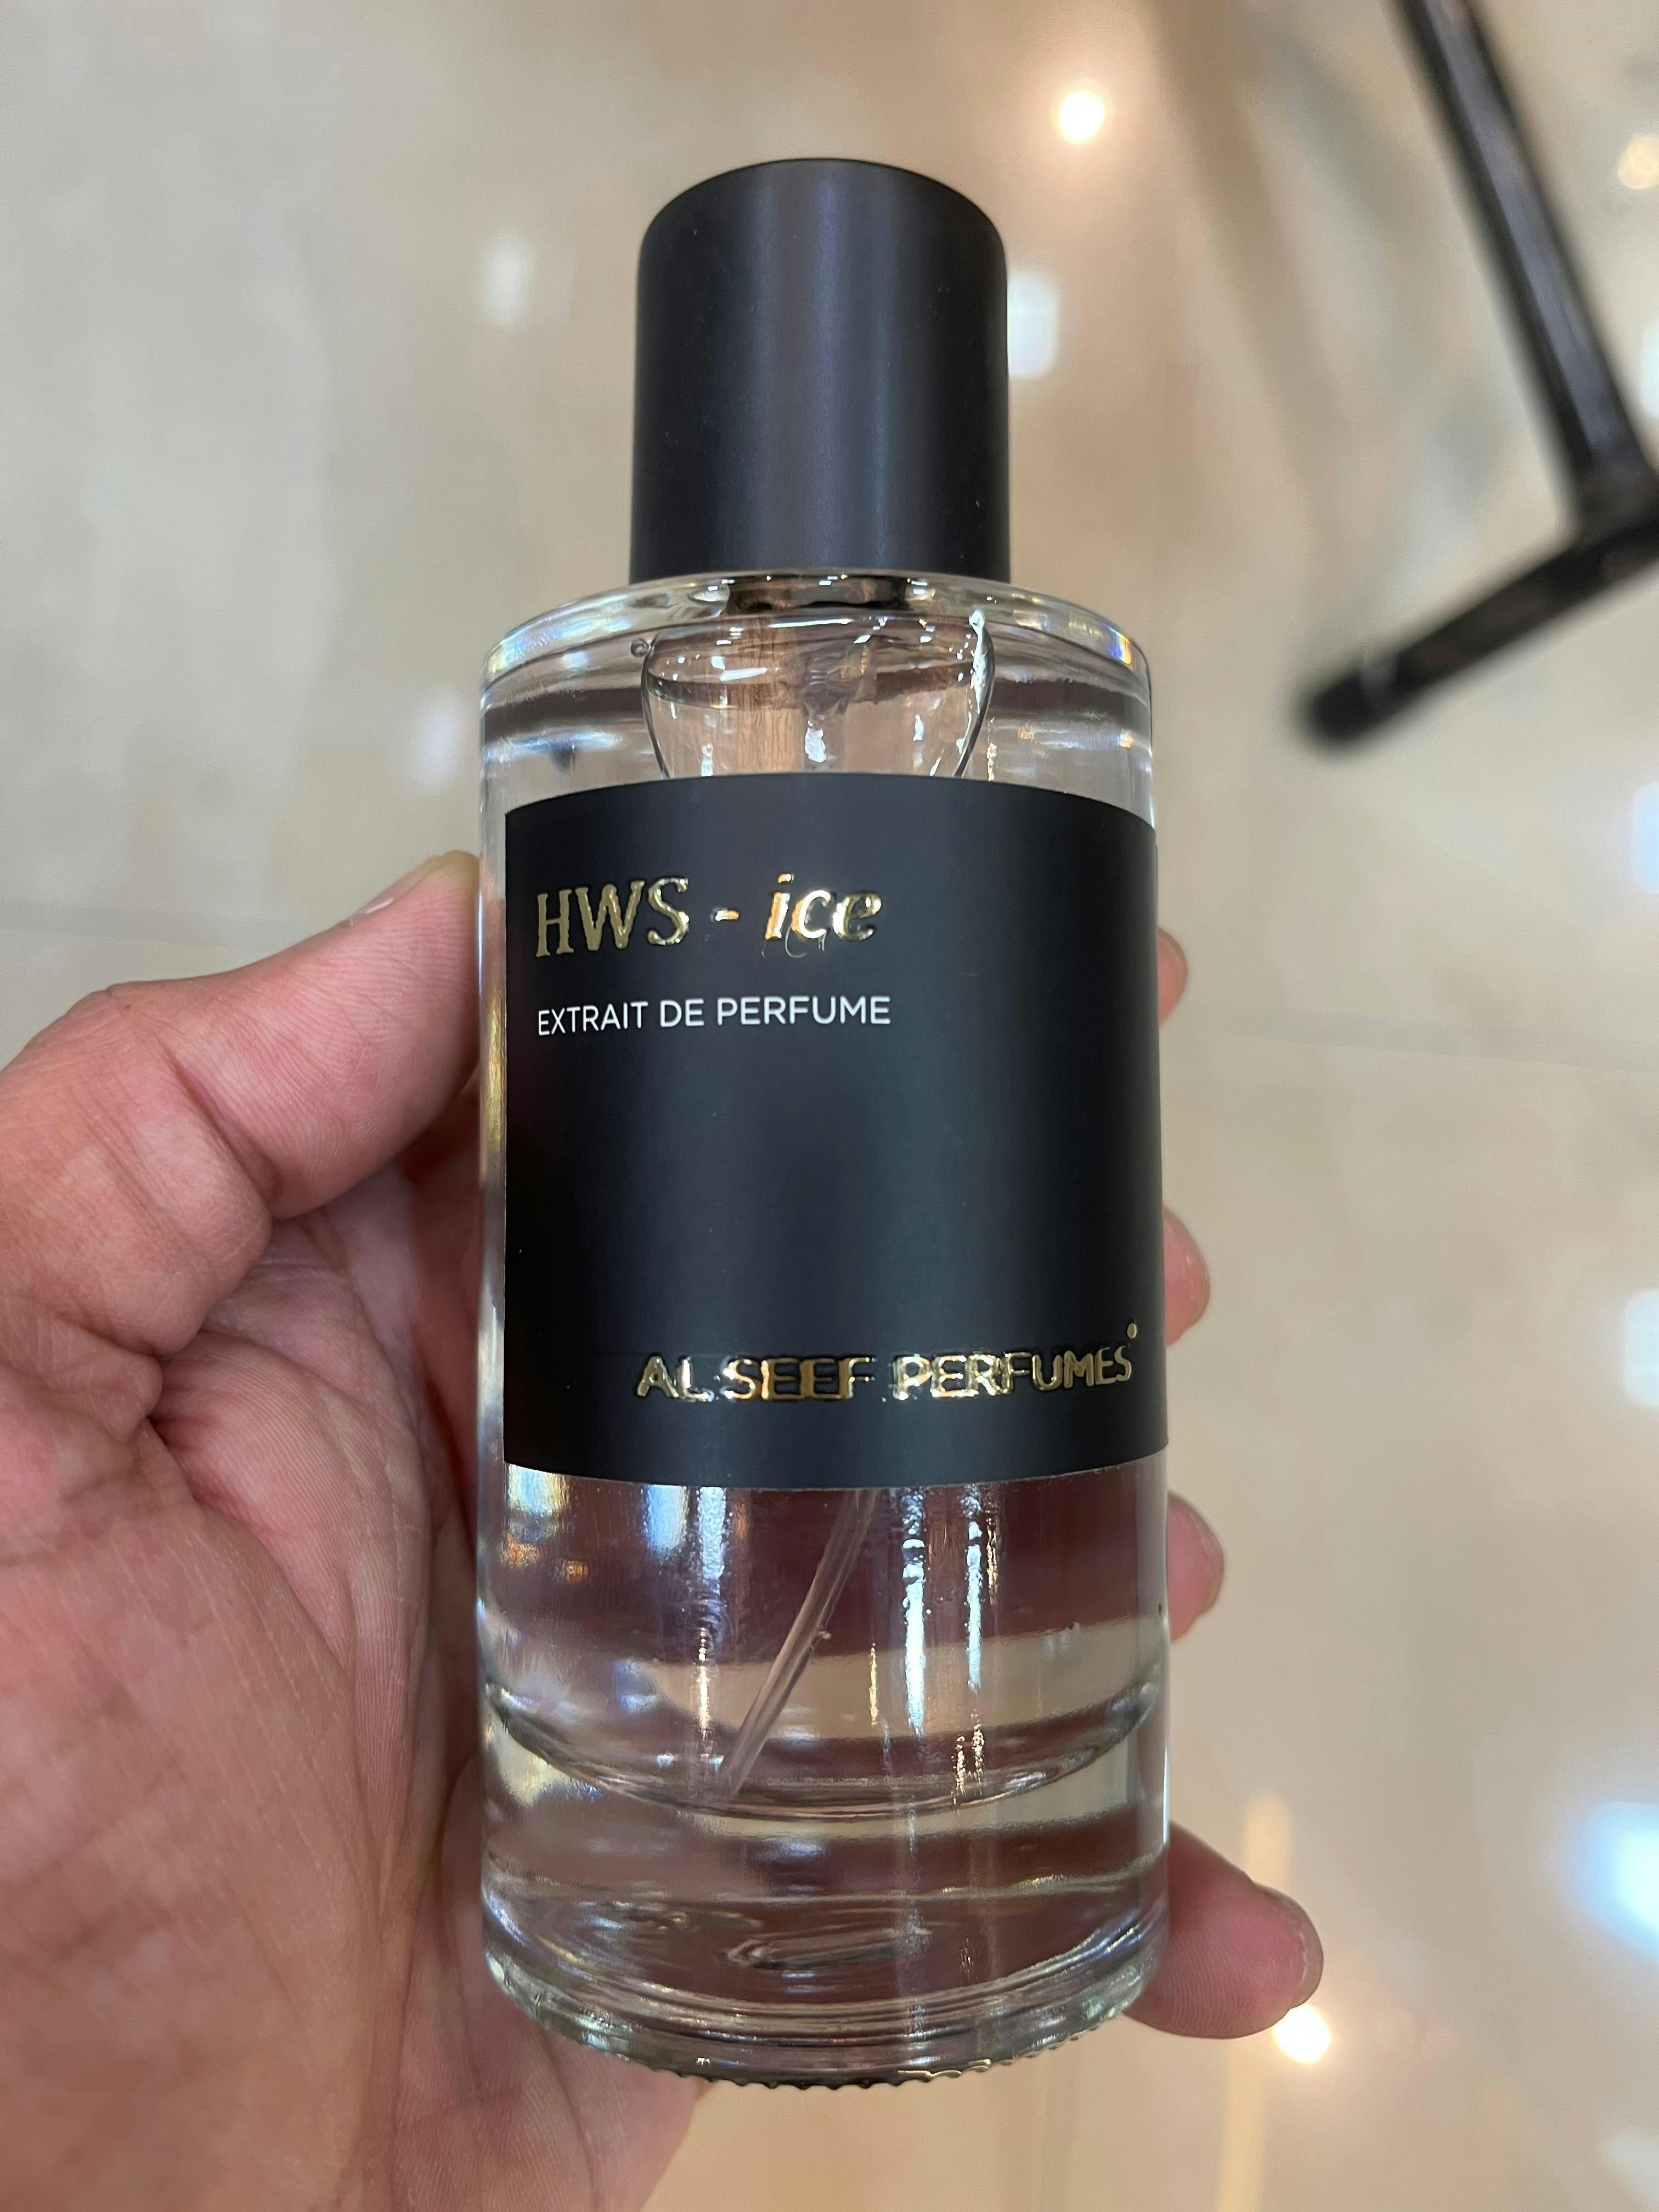 HWS - ice
EXTRAIT DE PERFUME
AL SEEF PERFUMES